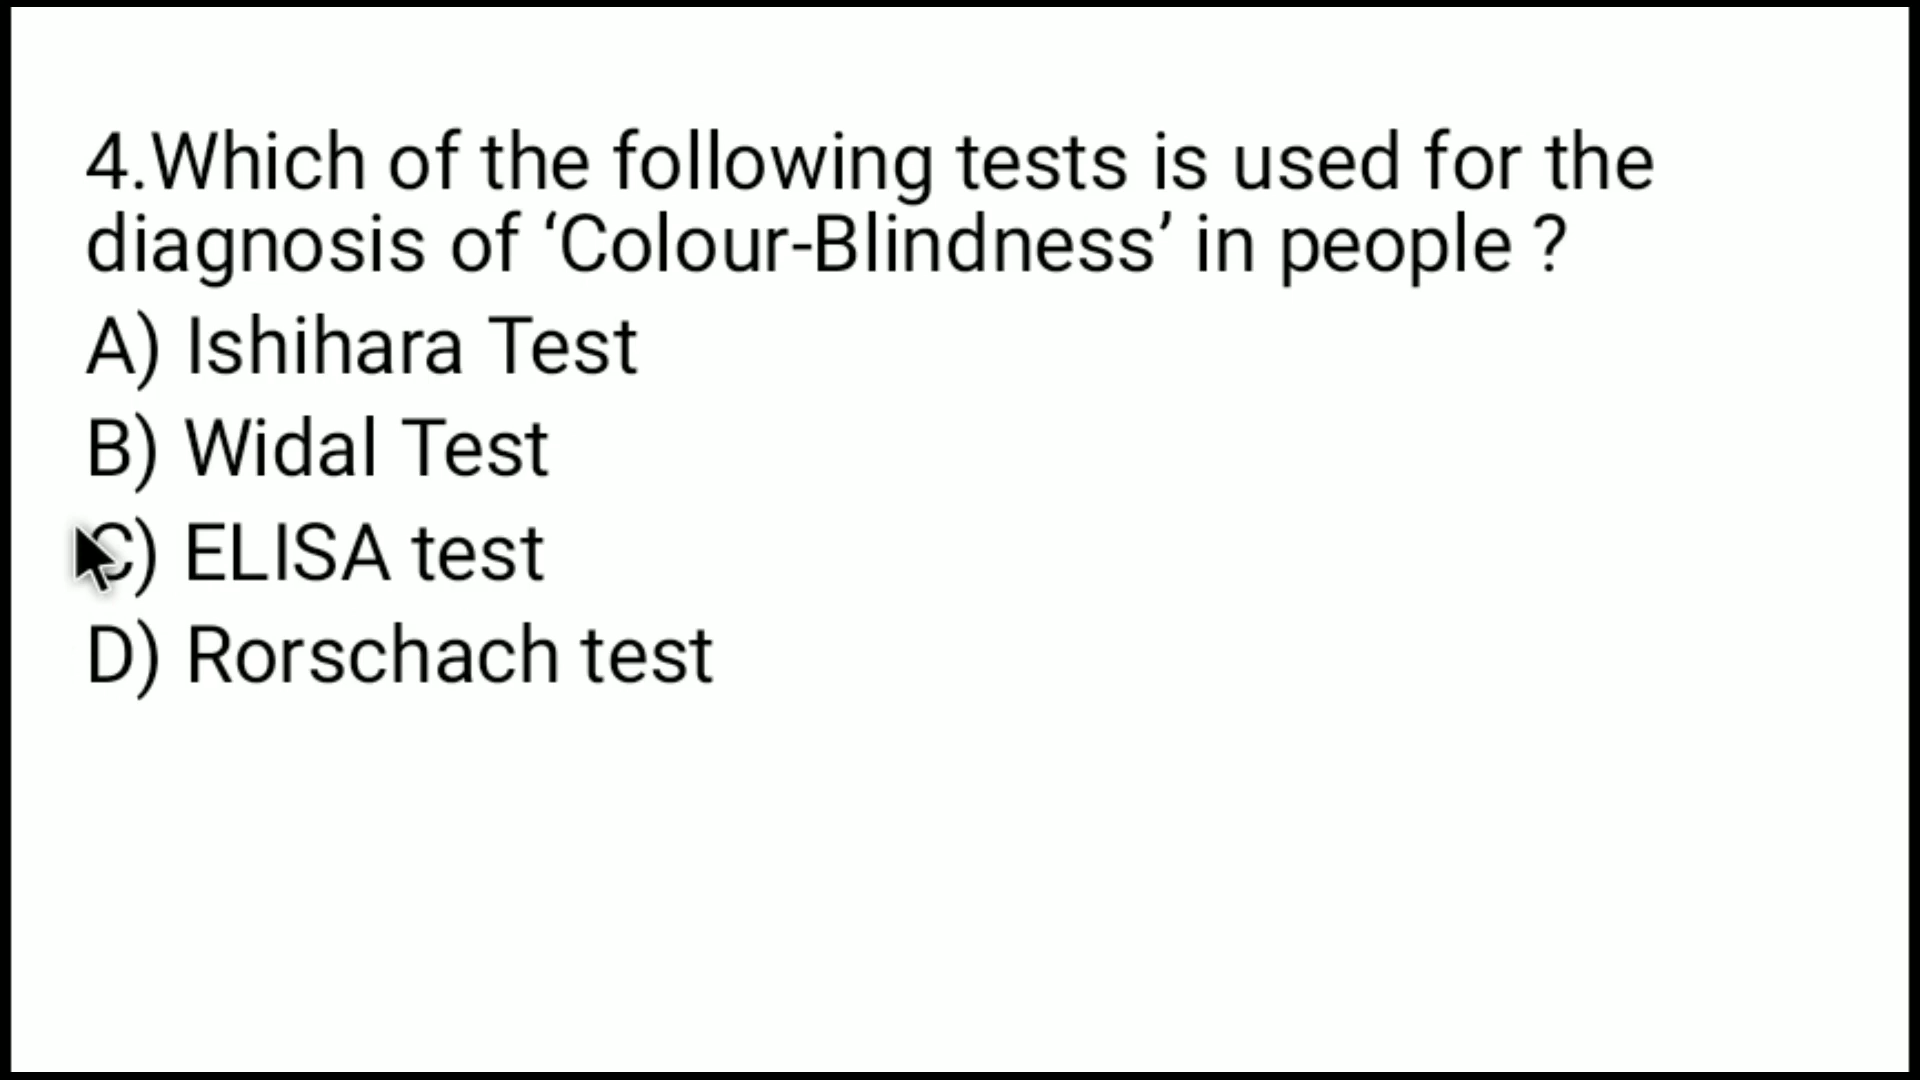 4.Which of the following tests is used for the
diagnosis of ‘Colour-Blindness’ in people ?
A) Ishihara Test
B) Widal Test
C) ELISA test
D) Rorschach test